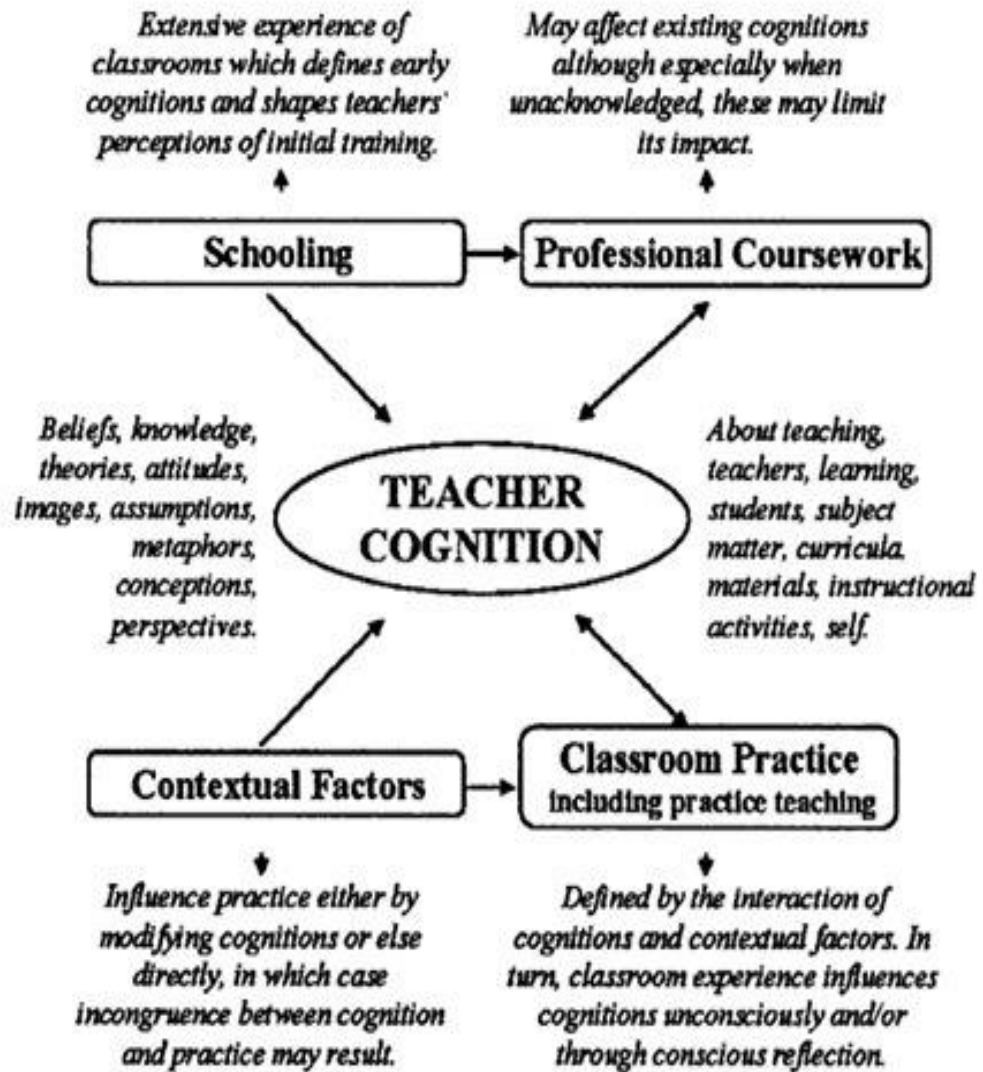 Extensive experience of
classrooms which defines early
cognitions and shapes teachers'
perceptions of initial training.
May affect existing cognitions
although especially when
unacknowledged, these may limit
its impact.
Schooling
Professional Coursework
Beliefs, knowledge,
theories, attitudes,
images, assumptions,
metaphors,
conceptions,
perspectives.
TEACHER
COGNITION
About teaching,
teachers, learning,
students, subject
matter, curricula.
materials, instructional
activities, self.
Contextual Factors
Classroom Practice
including practice teaching
Influence practice either by
modifying cognitions or else
directly, in which case
incongruence between cognition
and practice may result.
Defined by the interaction of
cognitions and contextual factors. In
turn, classroom experience influences
cognitions unconsciously and/or
through conscious reflection.